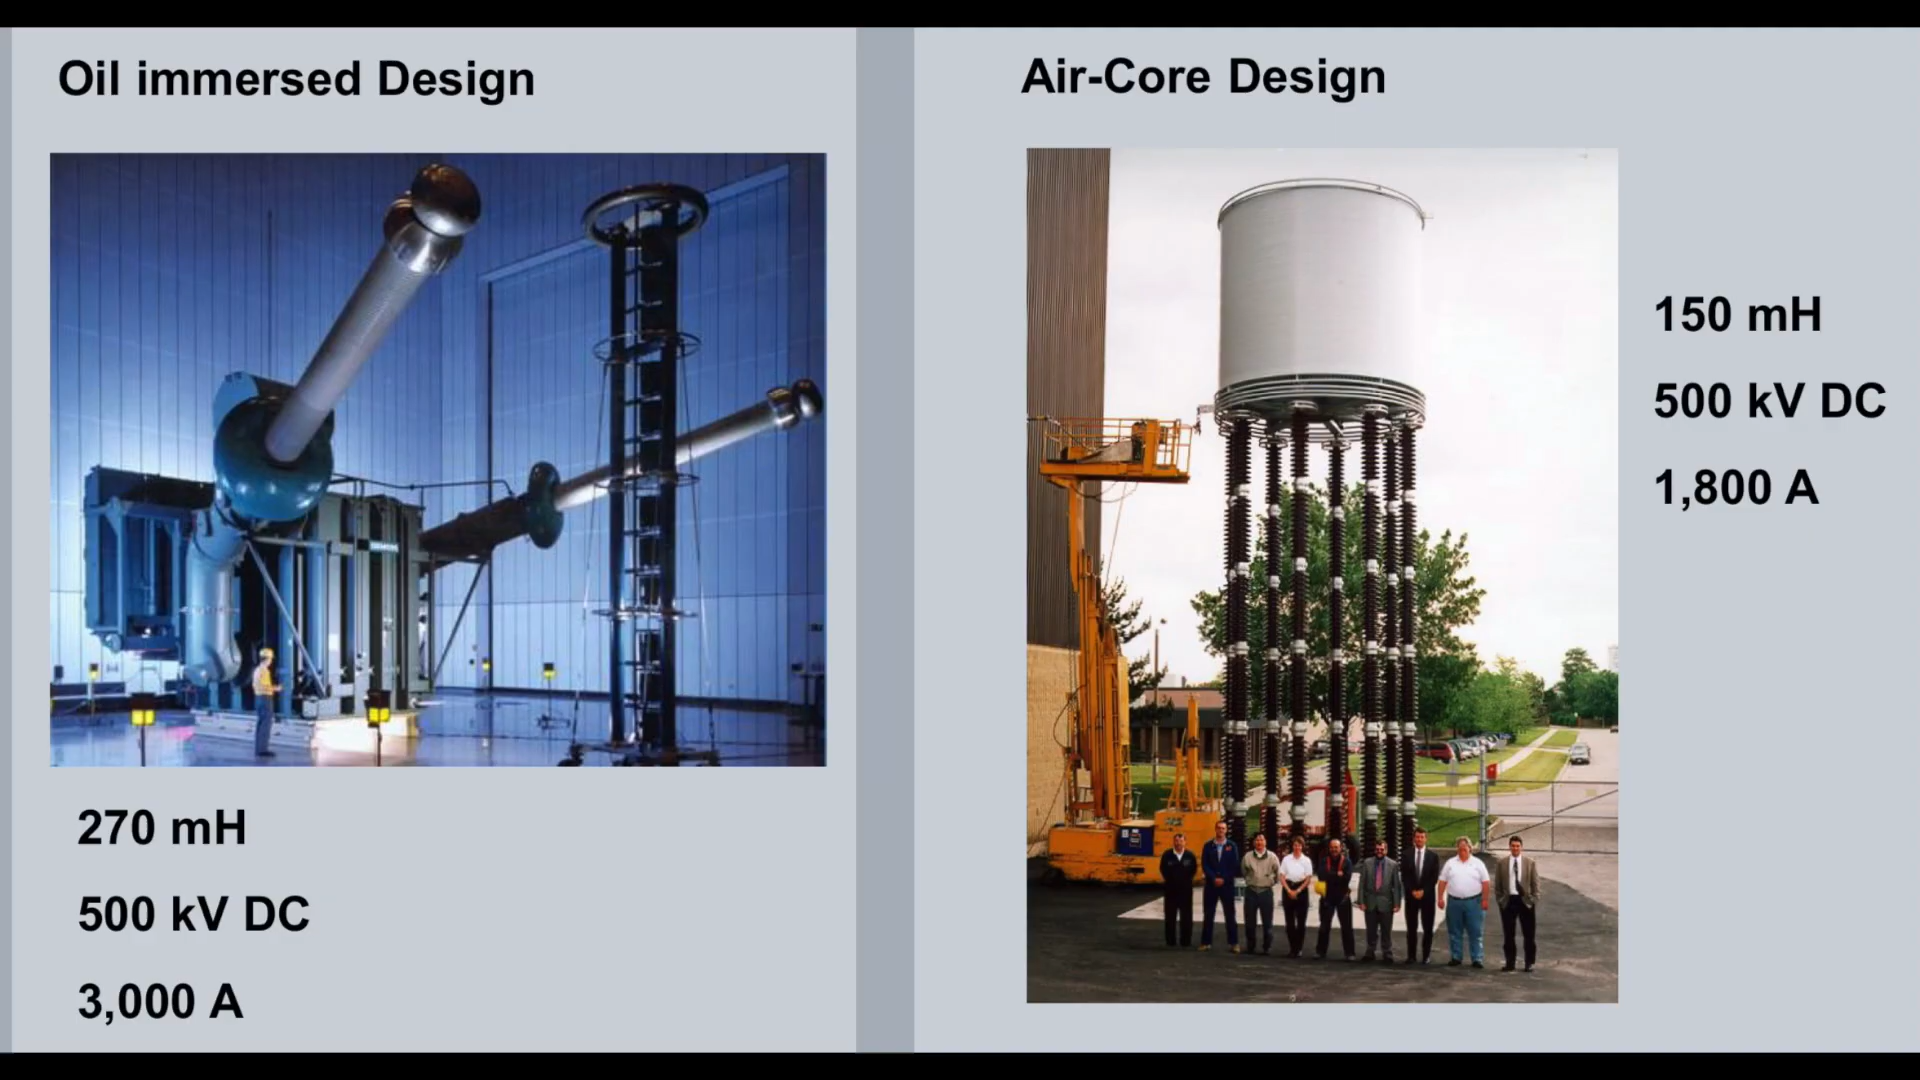 Oil immersed Design
270 mH
500 kV DC
3,000 A
Air-Core Design
150 mH
500 kV DC
1,800 A